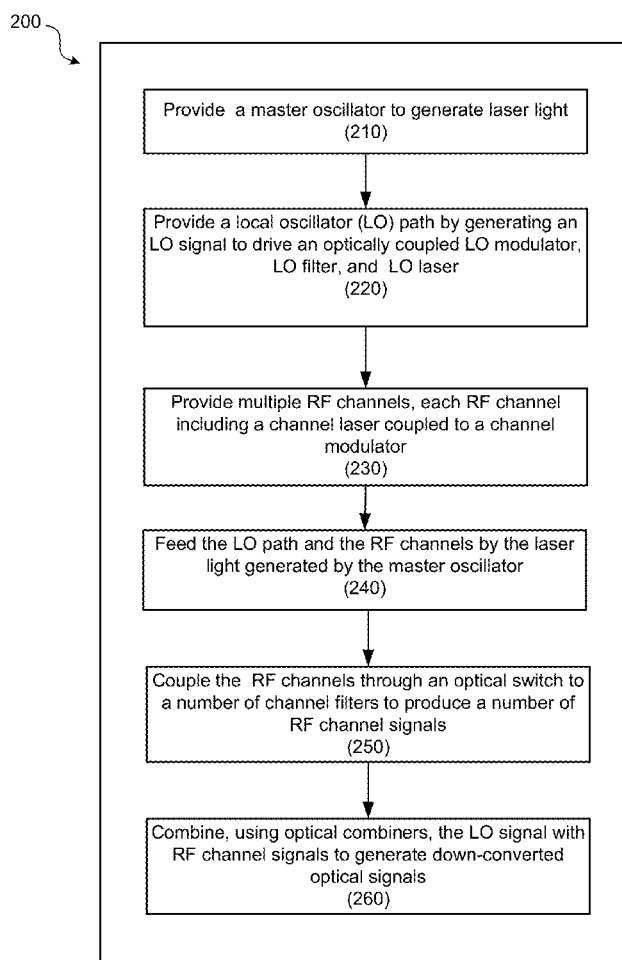 200
Provide a master oscillator to generate laser light
(210)
Provide a local oscillator (LO) path by generating an
LO signal to drive an optically coupled LO modulator,
LO filter, and LO laser
(220)
Provide multiple RF channels, each RF channel
including a channel laser coupled to a channel
modulator
(230)
Feed the LO path and the RF channels by the laser
light generated by the master oscillator
(240)
Couple the RF channels through an optical switch to
a number of channel filters to produce a number of
RF channel signals
(250)
Combine, using optical combiners, the LO signal with
RF channel signals to generate down-converted
optical signals
(260)